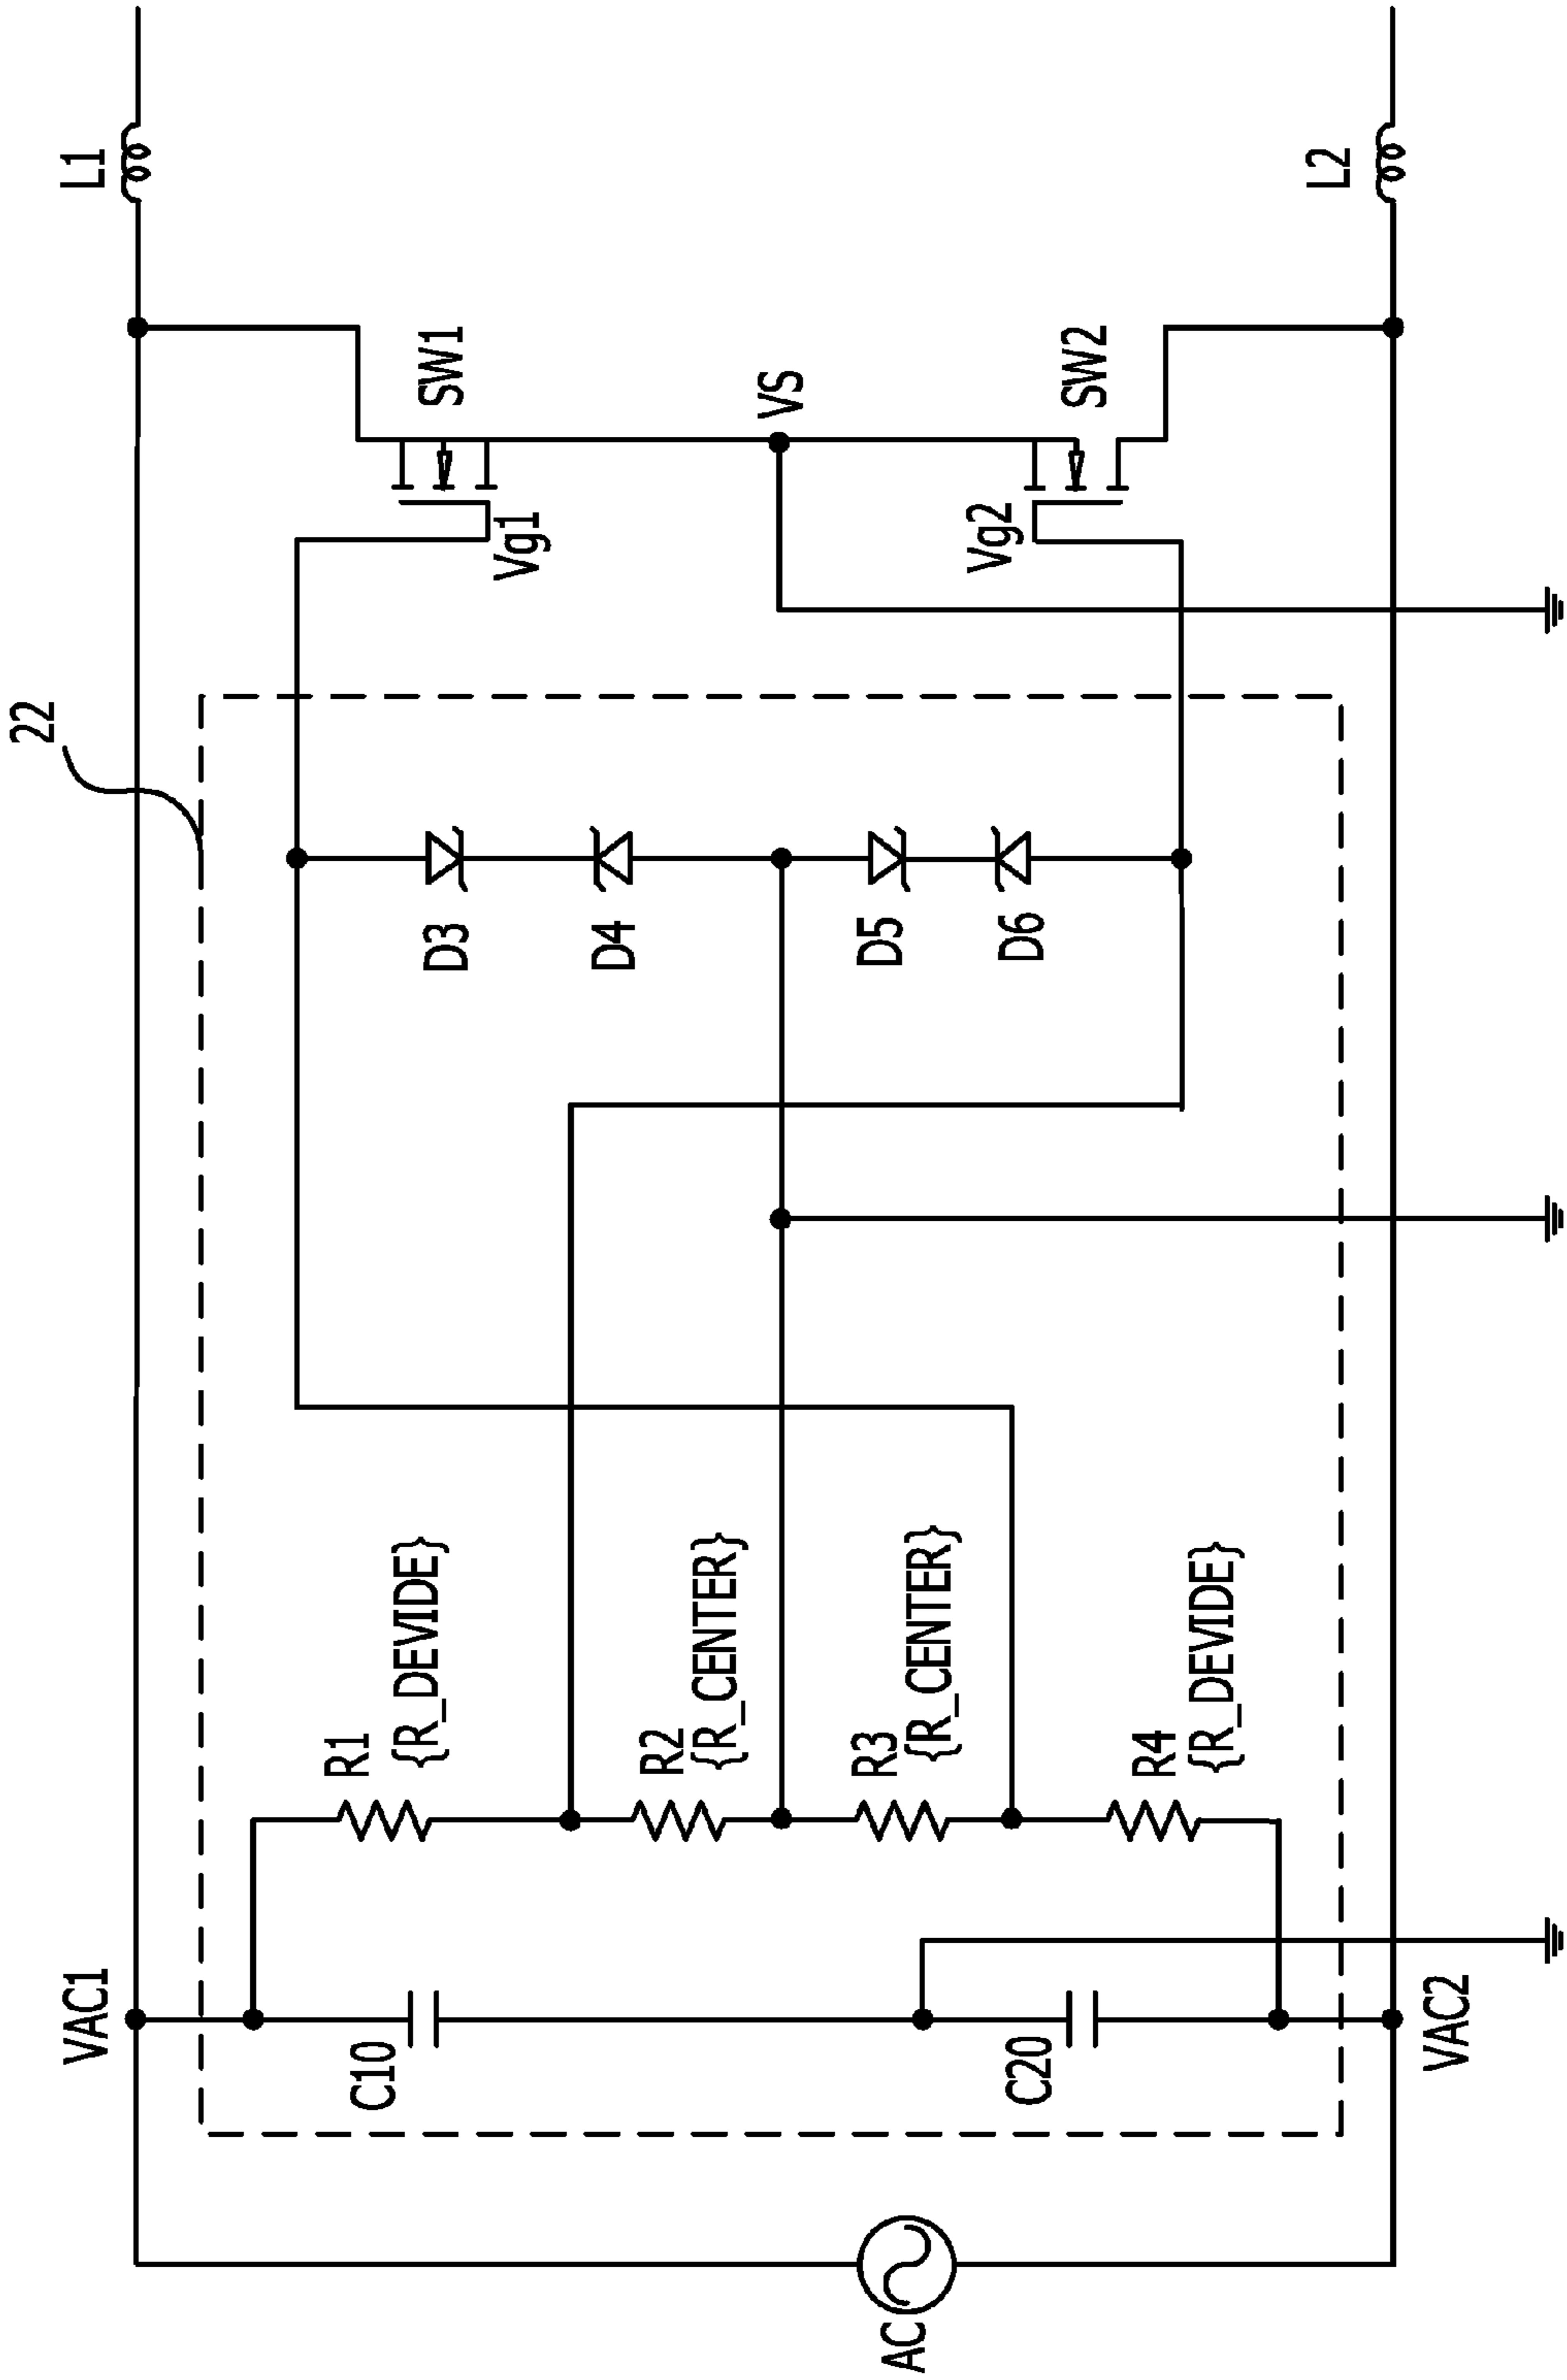 22
L1
L2
SW1
VS
SW2
Vg1
Vg2
D3
D4
D5
D6
R1
{R_DEVIDE}
R2
{R_CENTER}
R3
{R_CENTER}
R4
{R_DEVIDE}
VAC1
C10
C20
VAC2
AC